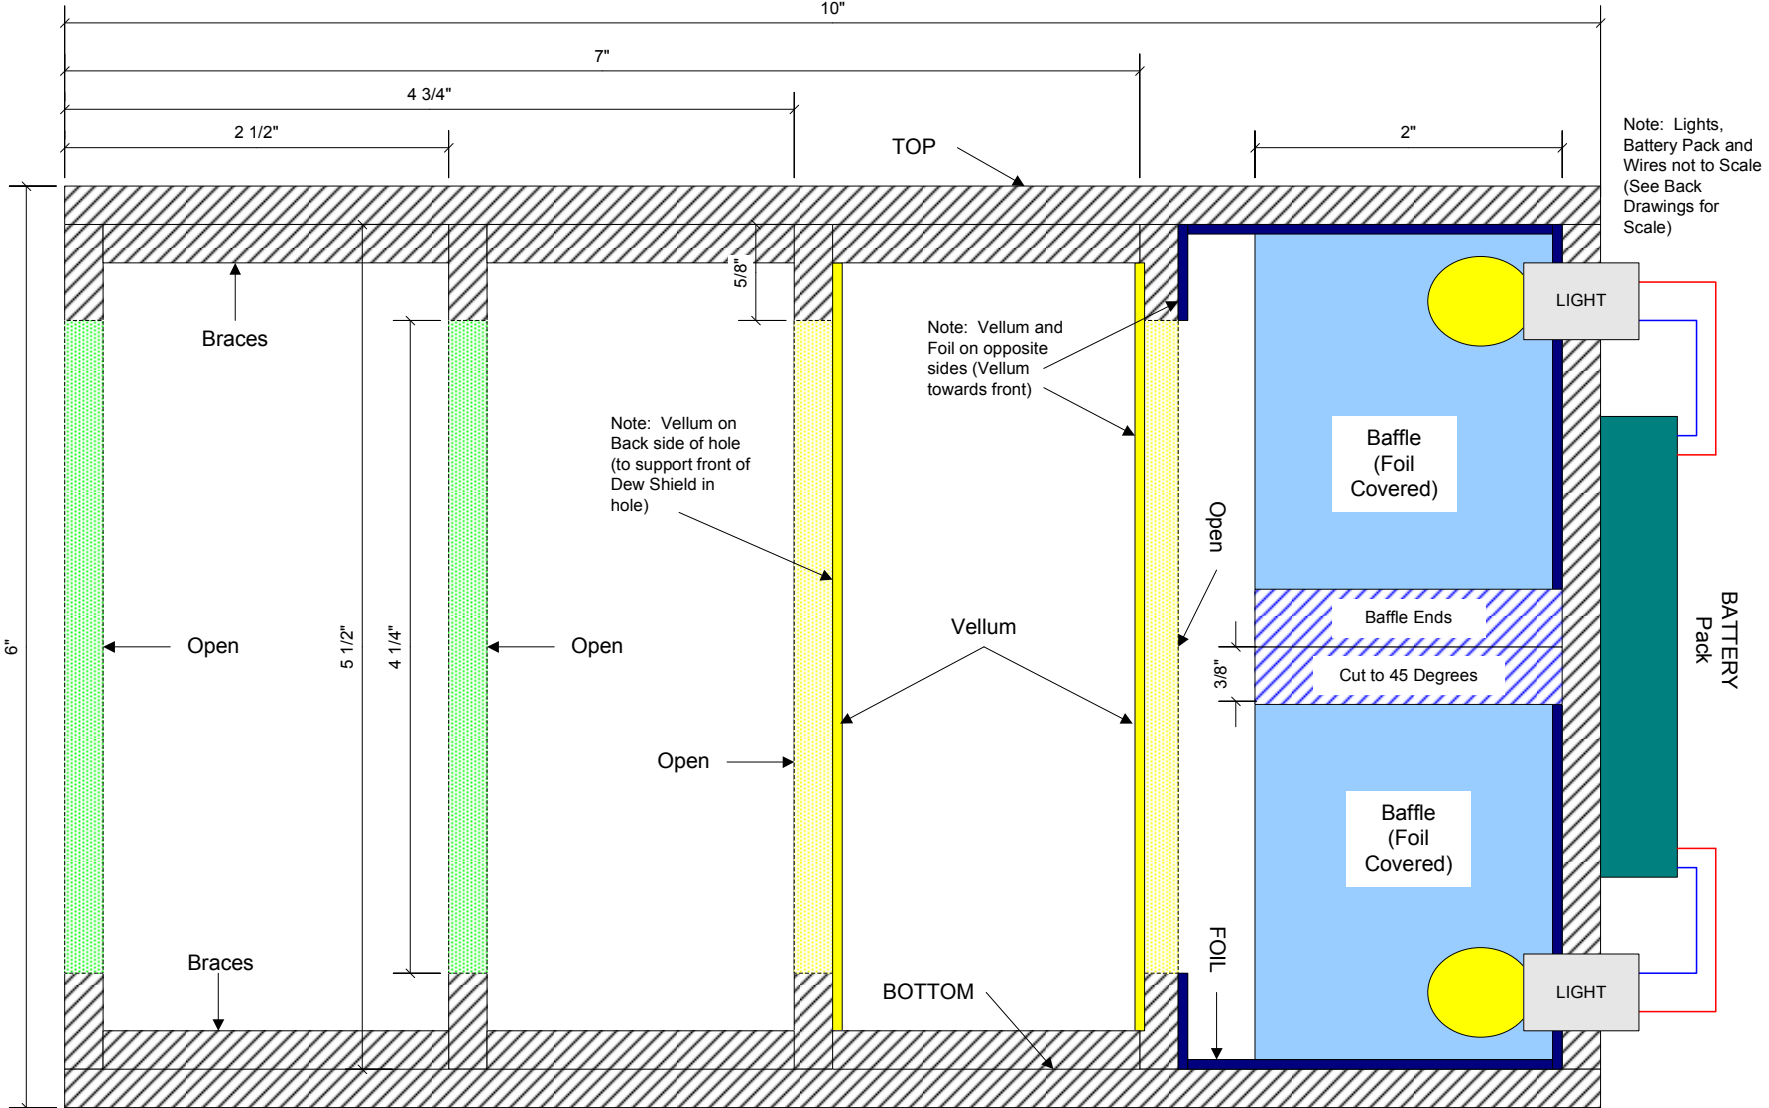 10"
7"
4 3/4"
2 1/2"
2"
TOP
Note: Lights,
Battery Pack and
Wires not to Scale
(See Back
Drawings for
Scale)
5/8"
LIGHT
Braces
Note: Vellum and
Foil on opposite
sides (Vellum
towards front)
Note: Vellum on
Back side of hole
(to support front of
Dew Shield in
hole)
Baffle
(Foil
Covered)
Open
6"
Open
5 1/2"
4 1/4"
Open
Vellum
3/8"
Baffle Ends
Cut to 45 Degrees
BATTERY
Pack
Open
Baffle
(Foil
Covered)
Braces
BOTTOM
FOIL
LIGHT